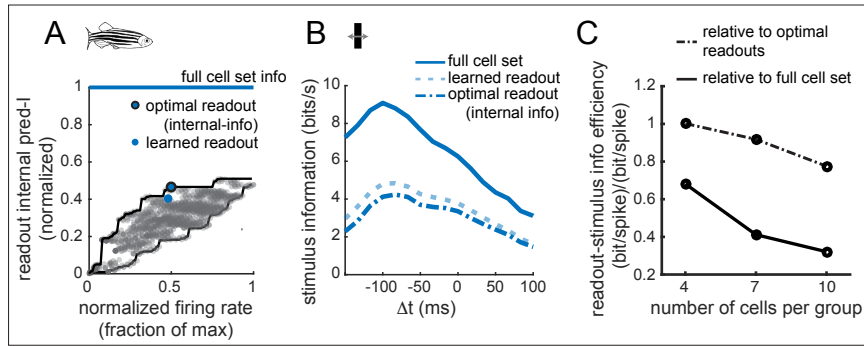 A
full cell set info
optimal readout
(internal-info)
learned readout
readout internal pred-I
(normalized)
1
0.8
0.6
0.4
0.2
0
0
0.5
1
normalized firing rate
(fraction of max)
B
full cell set
learned readout
optimal readout
(internal info)
stimulus information (bits/s)
10
8
6
4
2
0
-100
-50
0
50
100
Δt (ms)
C
relative to optimal
readouts
relative to full cell set
readout-stimulus info efficiency
(bit/spike)/(bit/spike)
1.2
1
0.8
0.6
0.4
0.2
4
7
10
number of cells per group